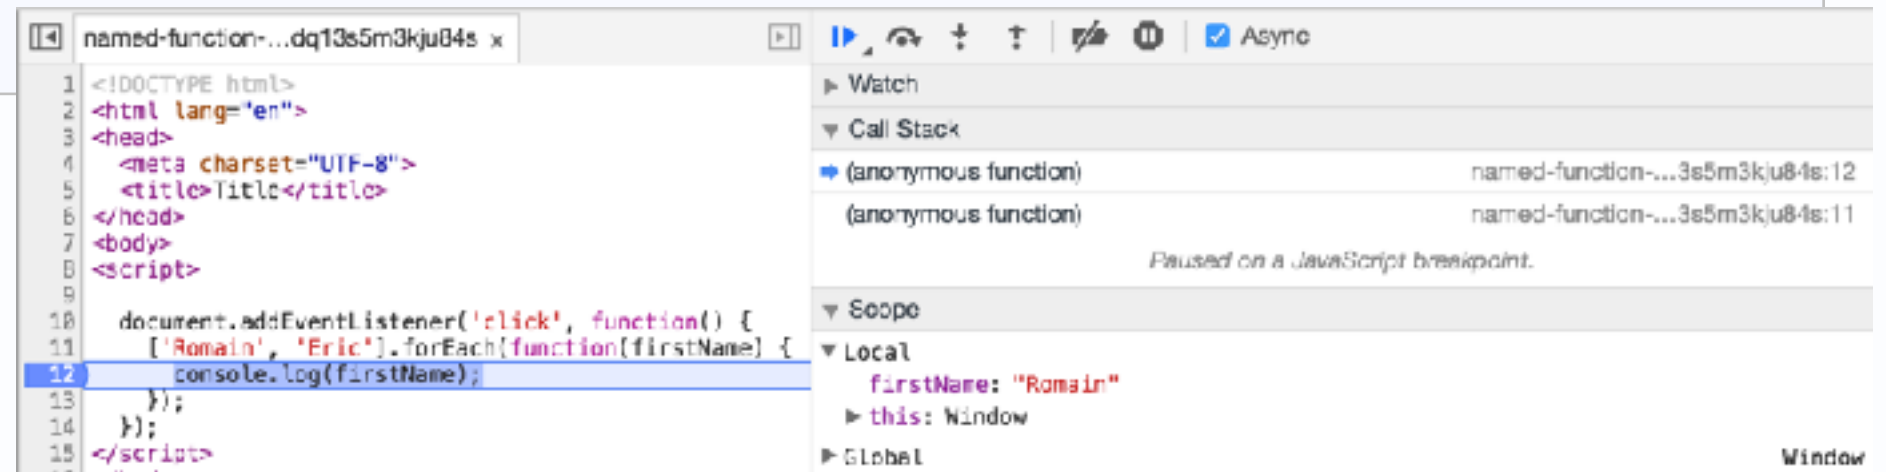 named-function-...dq13s5m3kju84s x
1 <!DOCTYPE html>
2 <html lang="en">
3 <head>
4 <meta charset="UTF-8">
5 <title>Title</title>
6 </head>
7 <body>
8 <script>
9
10 document.addEventListener('click', function() {
11 ['Romain', 'Eric'].forEach(function(firstName) {
12 console.log(firstName);
13 });
14 });
15 </script>
Async
Watch
Call Stack
(anonymous function) named-function-...3s5m3kju84s:12
(anonymous function) named-function-...3s5m3kju84s:11
Paused on a JavaScript breakpoint.
Scope
Local
firstName: "Romain"
this: Window
Global Window